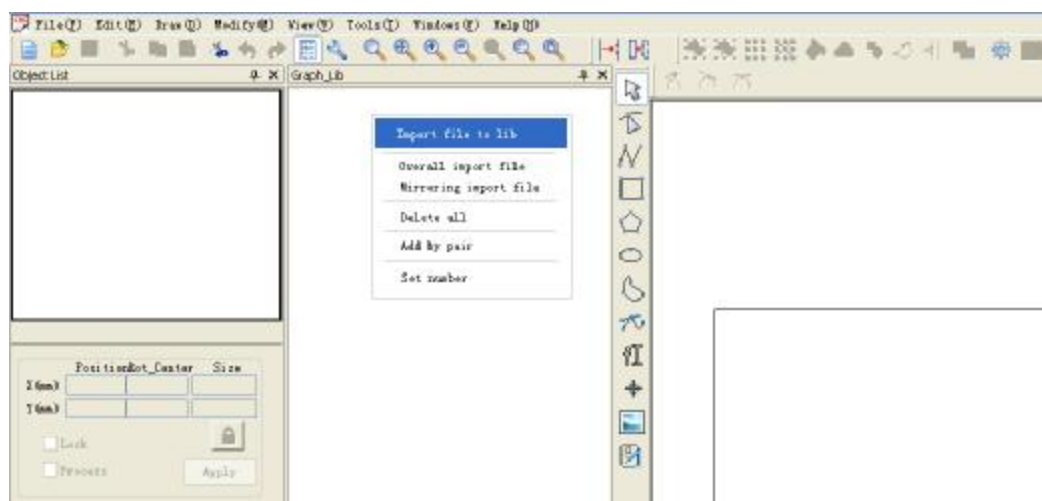 File(F) Edit(E) Draw(D) Modify(M) View(V) Tools(T) Windows(W) Help(H)
Object List
Graph_Lib
Import file to lib
Overall import file
Mirroring import file
Delete all
Add by pair
Set number
Position Rot_Center Size
X(mm)
Y(mm)
Lock
Process
Apply